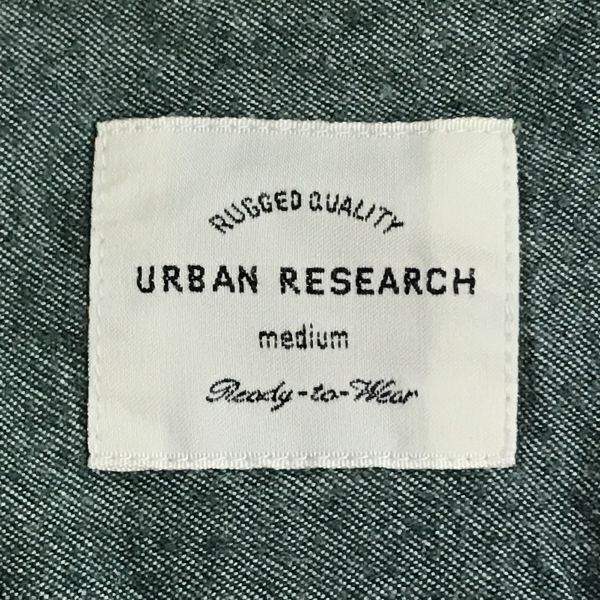 RUGGED QUALITY
URBAN RESEARCH
medium
Ready-to-Wear